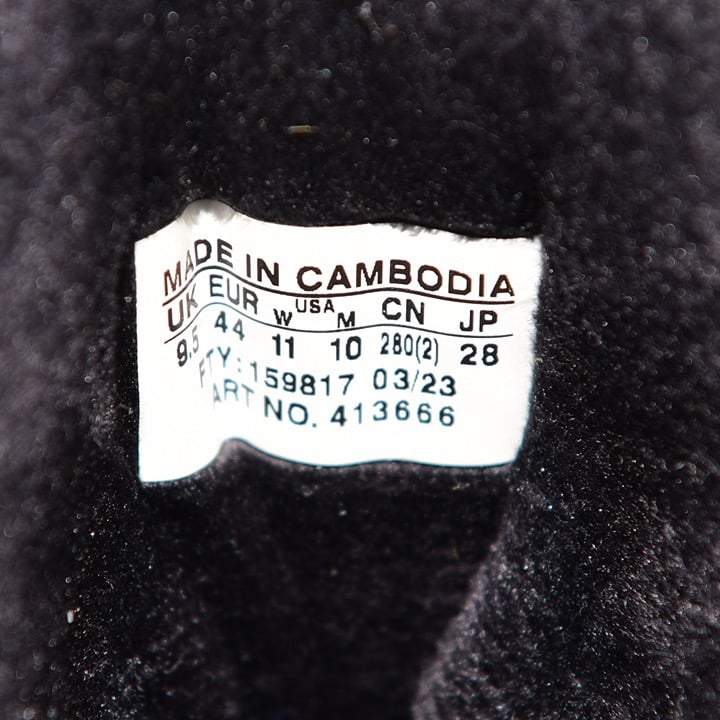 MADE IN CAMBODIA
UK EUR W USA M CN JP
9.5 44 11 10 280(2) 28
FTY: 159817 03/23
ART NO. 413666